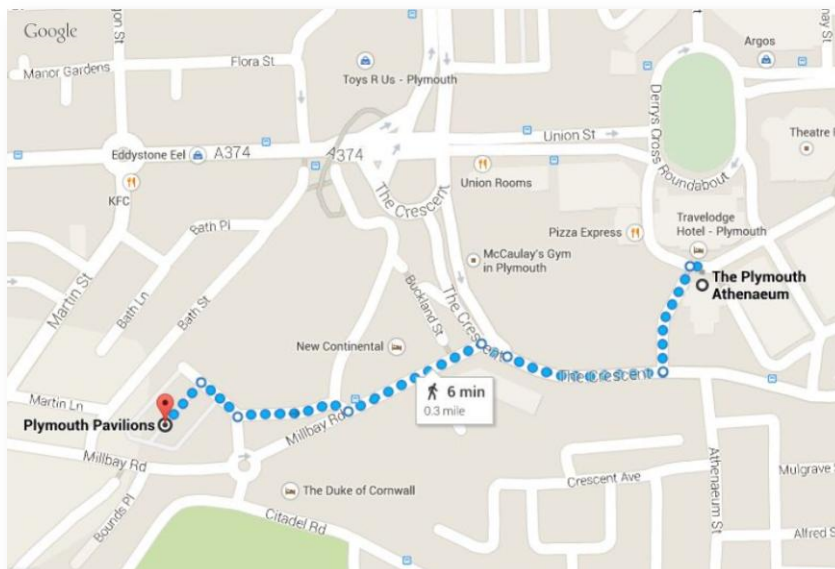 Google
Manor Gardens
Flora St
Toys R Us - Plymouth
Argos
Derrys Cross Roundabout
Union St
Theatre
Eddystone Eel
A374
A374
KFC
The Crescent
Union Rooms
Bath Pl
Pizza Express
Travelodge
Hotel - Plymouth
McCaulay's Gym
in Plymouth
The Plymouth
Athenaeum
Martin St
Bath Ln
Bath St
Buckland St
The Crescent
New Continental
The Crescent
6 min
0.3 mile
Martin Ln
Plymouth Pavilions
Millbay Rd
Millbay Rd
Athenaeum St
Crescent Ave
Mulgrave
The Duke of Cornwall
Bounds Pl
Citadel Rd
Alfred S